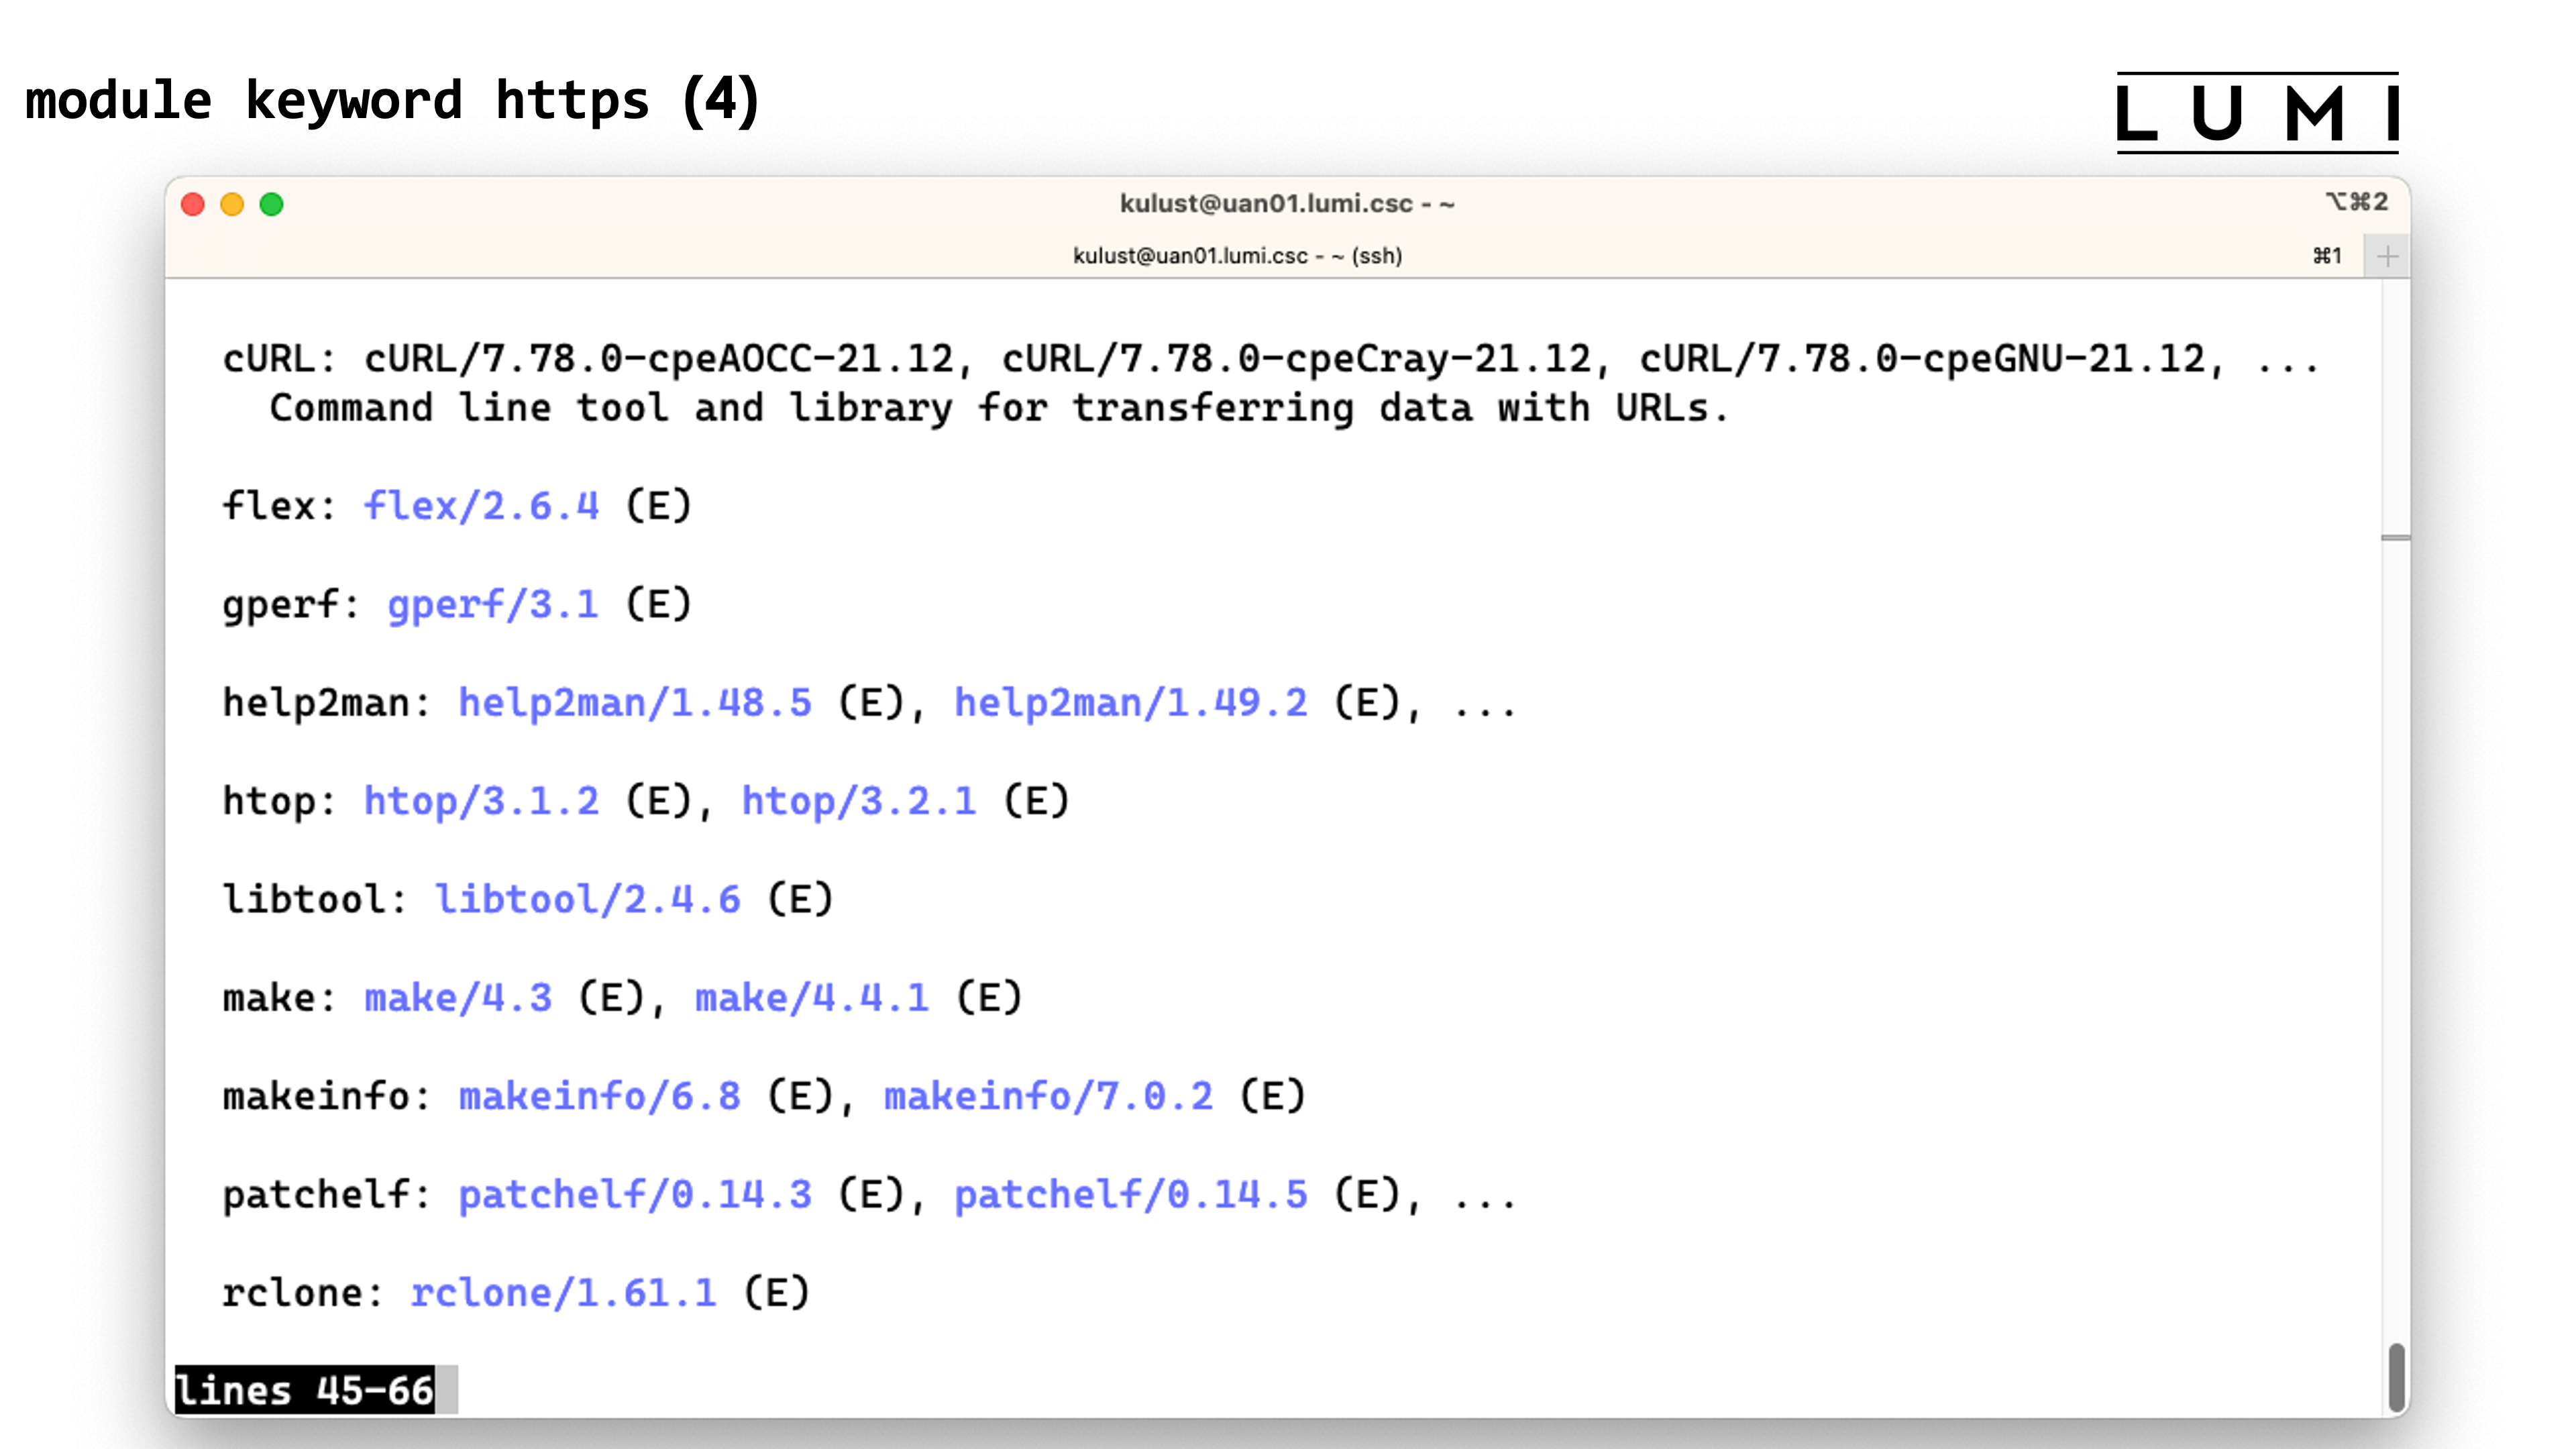 module keyword https (4)
LUMI
kulust@uan01.lumi.csc - ~
⌥⌘2
kulust@uan01.lumi.csc - ~ (ssh)
⌘1
+
cURL: cURL/7.78.0-cpeAOCC-21.12, cURL/7.78.0-cpeCray-21.12, cURL/7.78.0-cpeGNU-21.12, ...
Command line tool and library for transferring data with URLs.
flex: flex/2.6.4 (E)
gperf: gperf/3.1 (E)
help2man: help2man/1.48.5 (E), help2man/1.49.2 (E), ...
htop: htop/3.1.2 (E), htop/3.2.1 (E)
libtool: libtool/2.4.6 (E)
make: make/4.3 (E), make/4.4.1 (E)
makeinfo: makeinfo/6.8 (E), makeinfo/7.0.2 (E)
patchelf: patchelf/0.14.3 (E), patchelf/0.14.5 (E), ...
rclone: rclone/1.61.1 (E)
lines 45-66